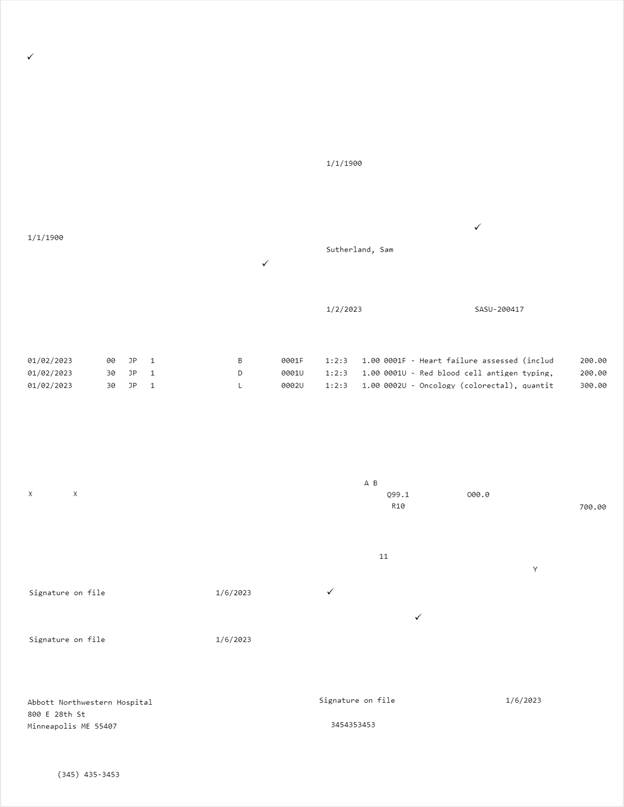 ✓
1/1/1900
✓
1/1/1900
Sutherland, Sam
✓
1/2/2023 SASU-200417
01/02/2023 00 JP 1 B 0001F 1:2:3 1.00 0001F - Heart failure assessed (includ 200.00
01/02/2023 30 JP 1 D 0001U 1:2:3 1.00 0001U - Red blood cell antigen typing, 200.00
01/02/2023 30 JP 1 L 0002U 1:2:3 1.00 0002U - Oncology (colorectal), quantit 300.00
A B
X X Q99.1 O00.0
R10 700.00
11
Y
Signature on file 1/6/2023 ✓
✓
Signature on file 1/6/2023
Signature on file 1/6/2023
Abbott Northwestern Hospital
800 E 28th St
Minneapolis ME 55407 3454353453
(345) 435-3453